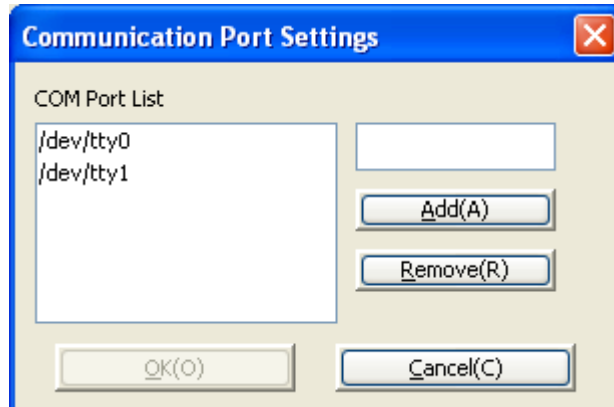 Communication Port Settings
COM Port List
/dev/tty0
/dev/tty1
Add(A)
Remove(R)
OK(O)
Cancel(C)